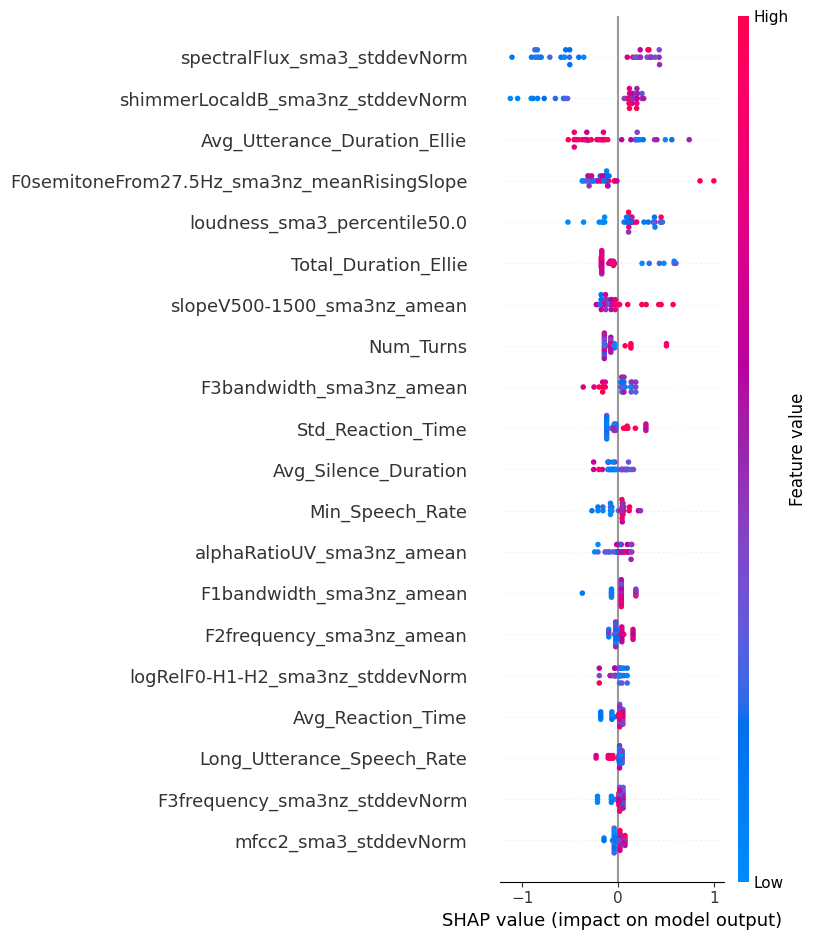 High
spectralFlux_sma3_stddevNorm
shimmerLocaldB_sma3nz_stddevNorm
Avg_Utterance_Duration_Ellie
F0semitoneFrom27.5Hz_sma3nz_meanRisingSlope
loudness_sma3_percentile50.0
Total_Duration_Ellie
slopeV500-1500_sma3nz_amean
Num_Turns
F3bandwidth_sma3nz_amean
Std_Reaction_Time
Avg_Silence_Duration
Min_Speech_Rate
alphaRatioUV_sma3nz_amean
F1bandwidth_sma3nz_amean
F2frequency_sma3nz_amean
logRelF0-H1-H2_sma3nz_stddevNorm
Avg_Reaction_Time
Long_Utterance_Speech_Rate
F3frequency_sma3nz_stddevNorm
mfcc2_sma3_stddevNorm
Feature value
Low
−1 0 1
SHAP value (impact on model output)